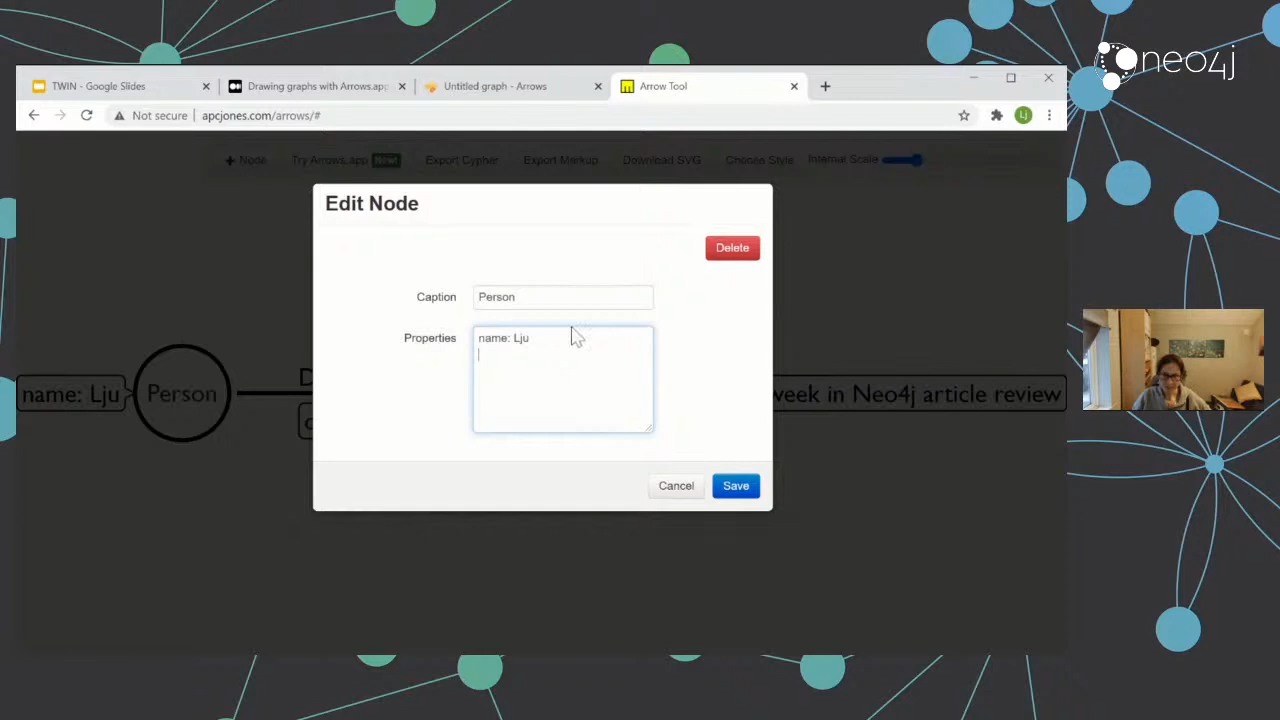 neo4j
TWIN - Google Slides
Drawing graphs with Arrows.app
Untitled graph - Arrows
Arrow Tool
Not secure
apcjones.com/arrows/#
Lj
Node
Try Arrows.app New!
Export Cypher
Export Markup
Download SVG
Choose Style
Internal Scale
Edit Node
Delete
Caption
Person
Properties
name: Lju
name: Lju
Person
week in Neo4j article review
Cancel
Save